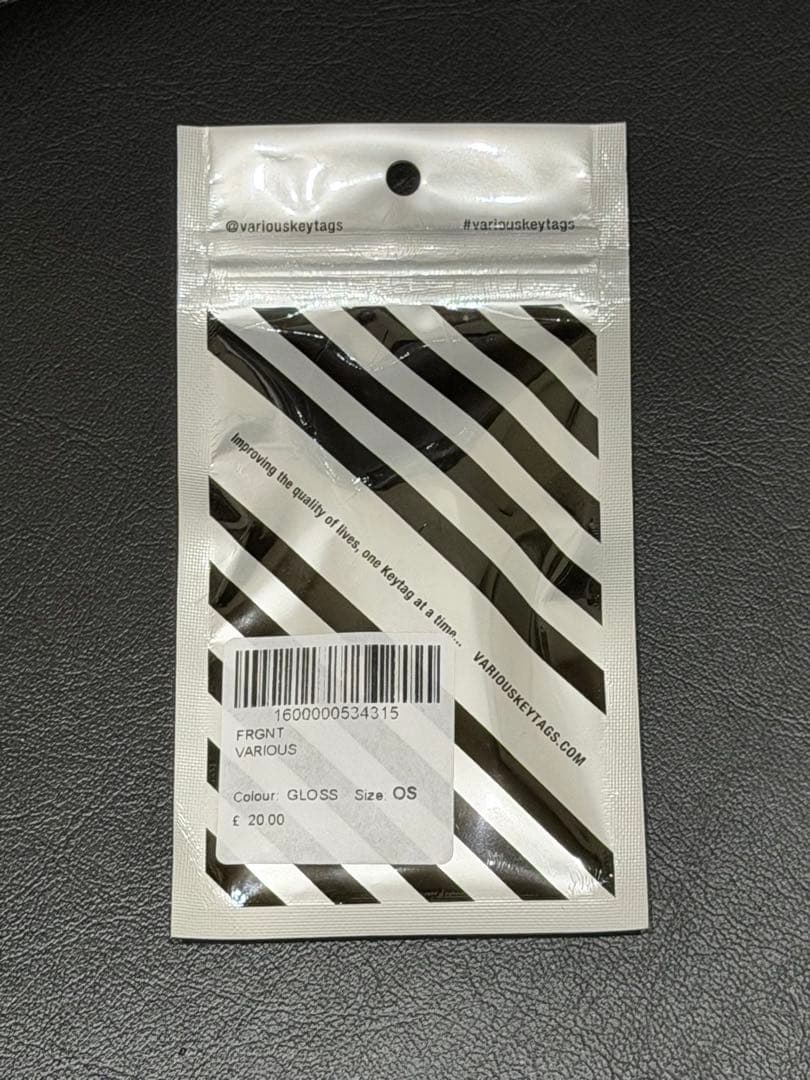 @variouskeytags #variouskeytags
Improving the quality of lives, one Keytag at a time...
VARIOUSKEYTAGS.COM
1600000534315
FRGNT
VARIOUS
Colour: GLOSS Size: OS
£ 20.00